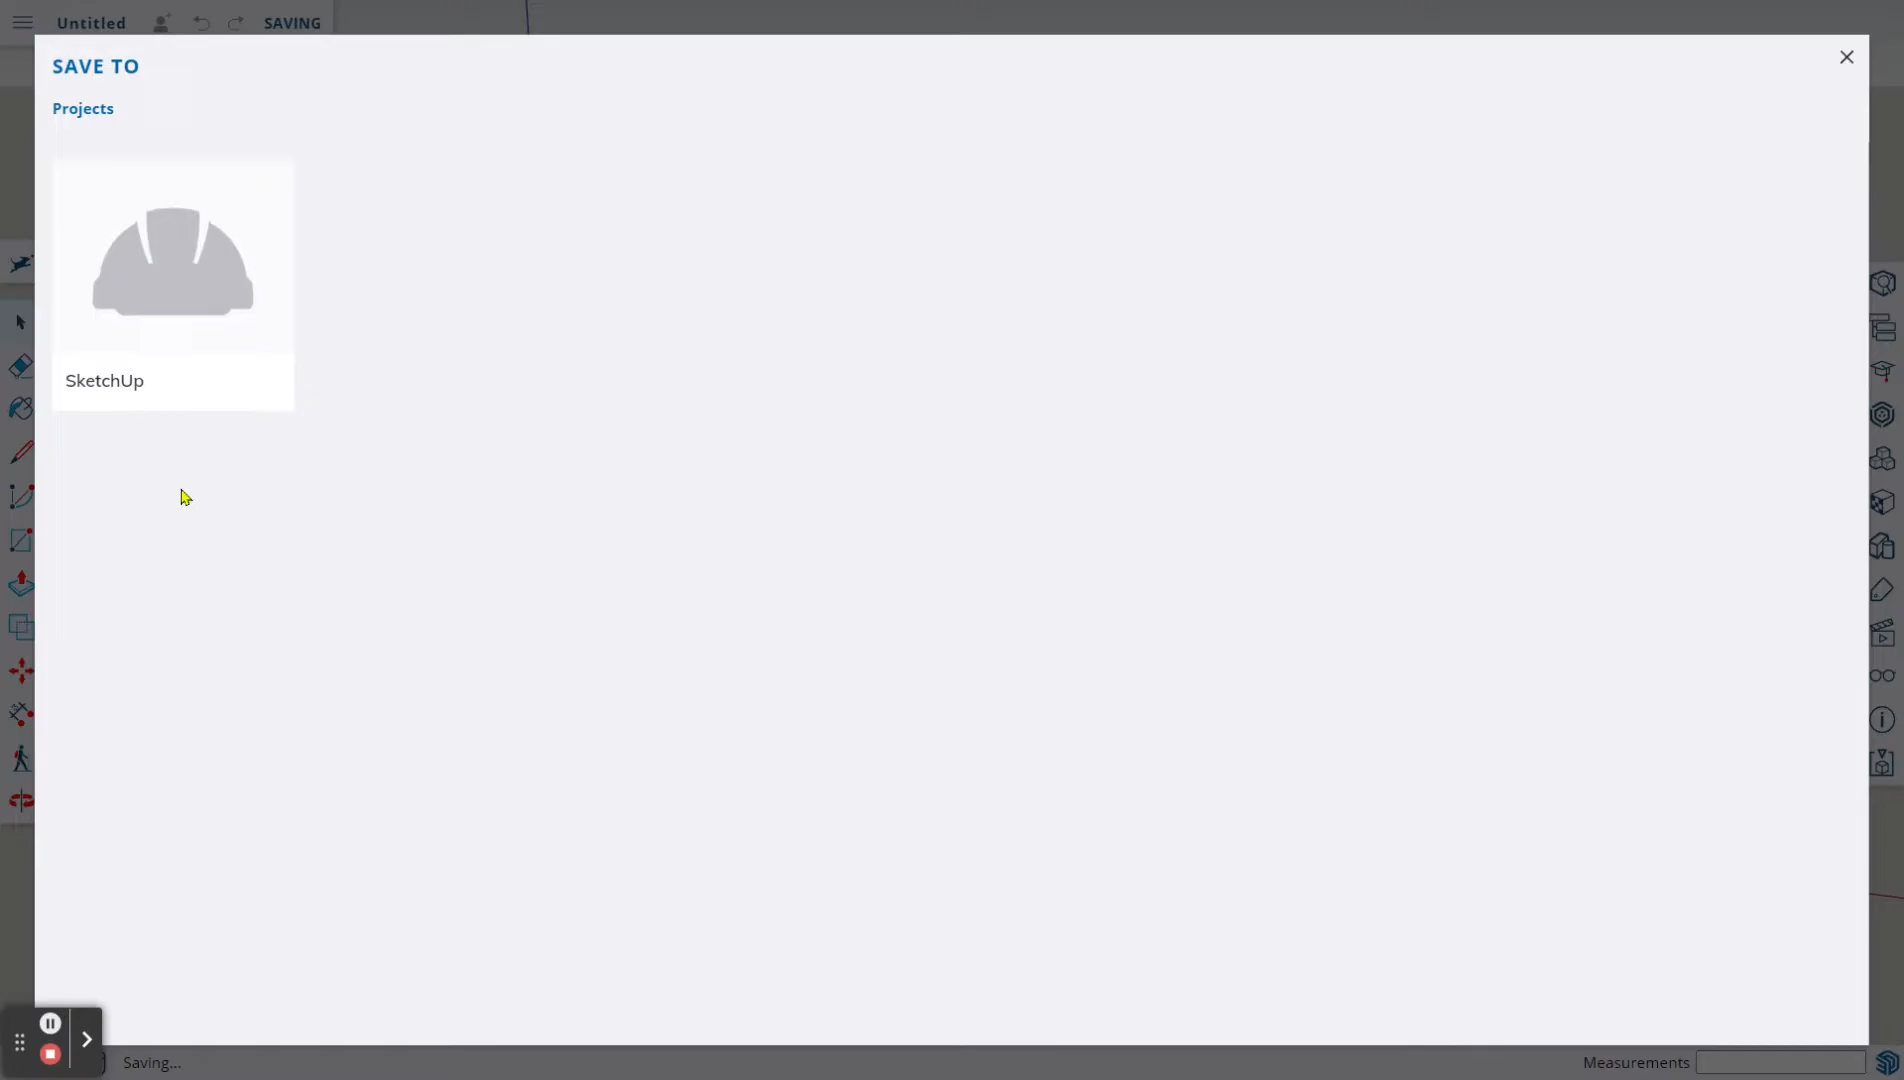 Untitled
SAVING
SAVE TO
Projects
SketchUp
Saving...
Measurements